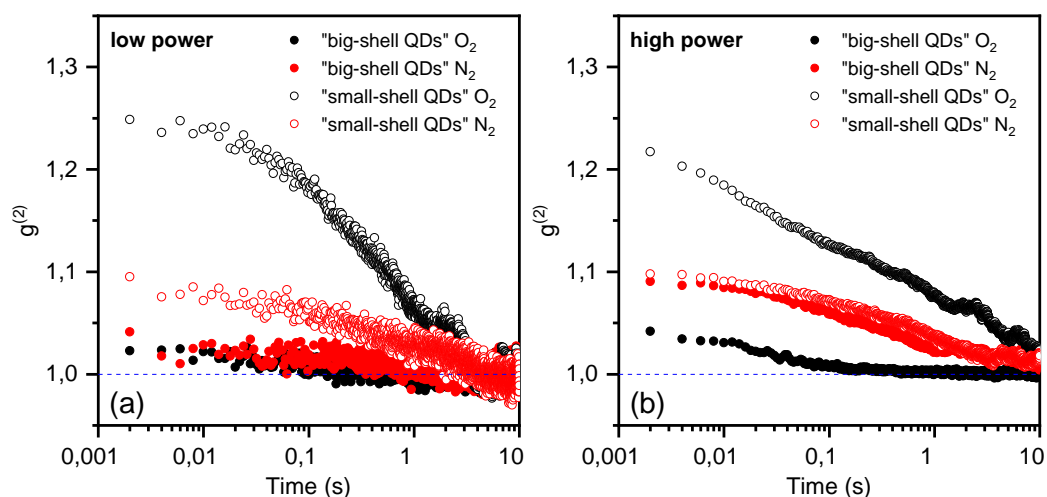 low power
"big-shell QDs" O₂
"big-shell QDs" N₂
"small-shell QDs" O₂
"small-shell QDs" N₂
1,3
1,2
1,1
1,0
g⁽²⁾
(a)
0,001
0,01
0,1
1
10
Time (s)
high power
"big-shell QDs" O₂
"big-shell QDs" N₂
"small-shell QDs" O₂
"small-shell QDs" N₂
1,3
1,2
1,1
1,0
g⁽²⁾
(b)
0,001
0,01
0,1
1
10
Time (s)